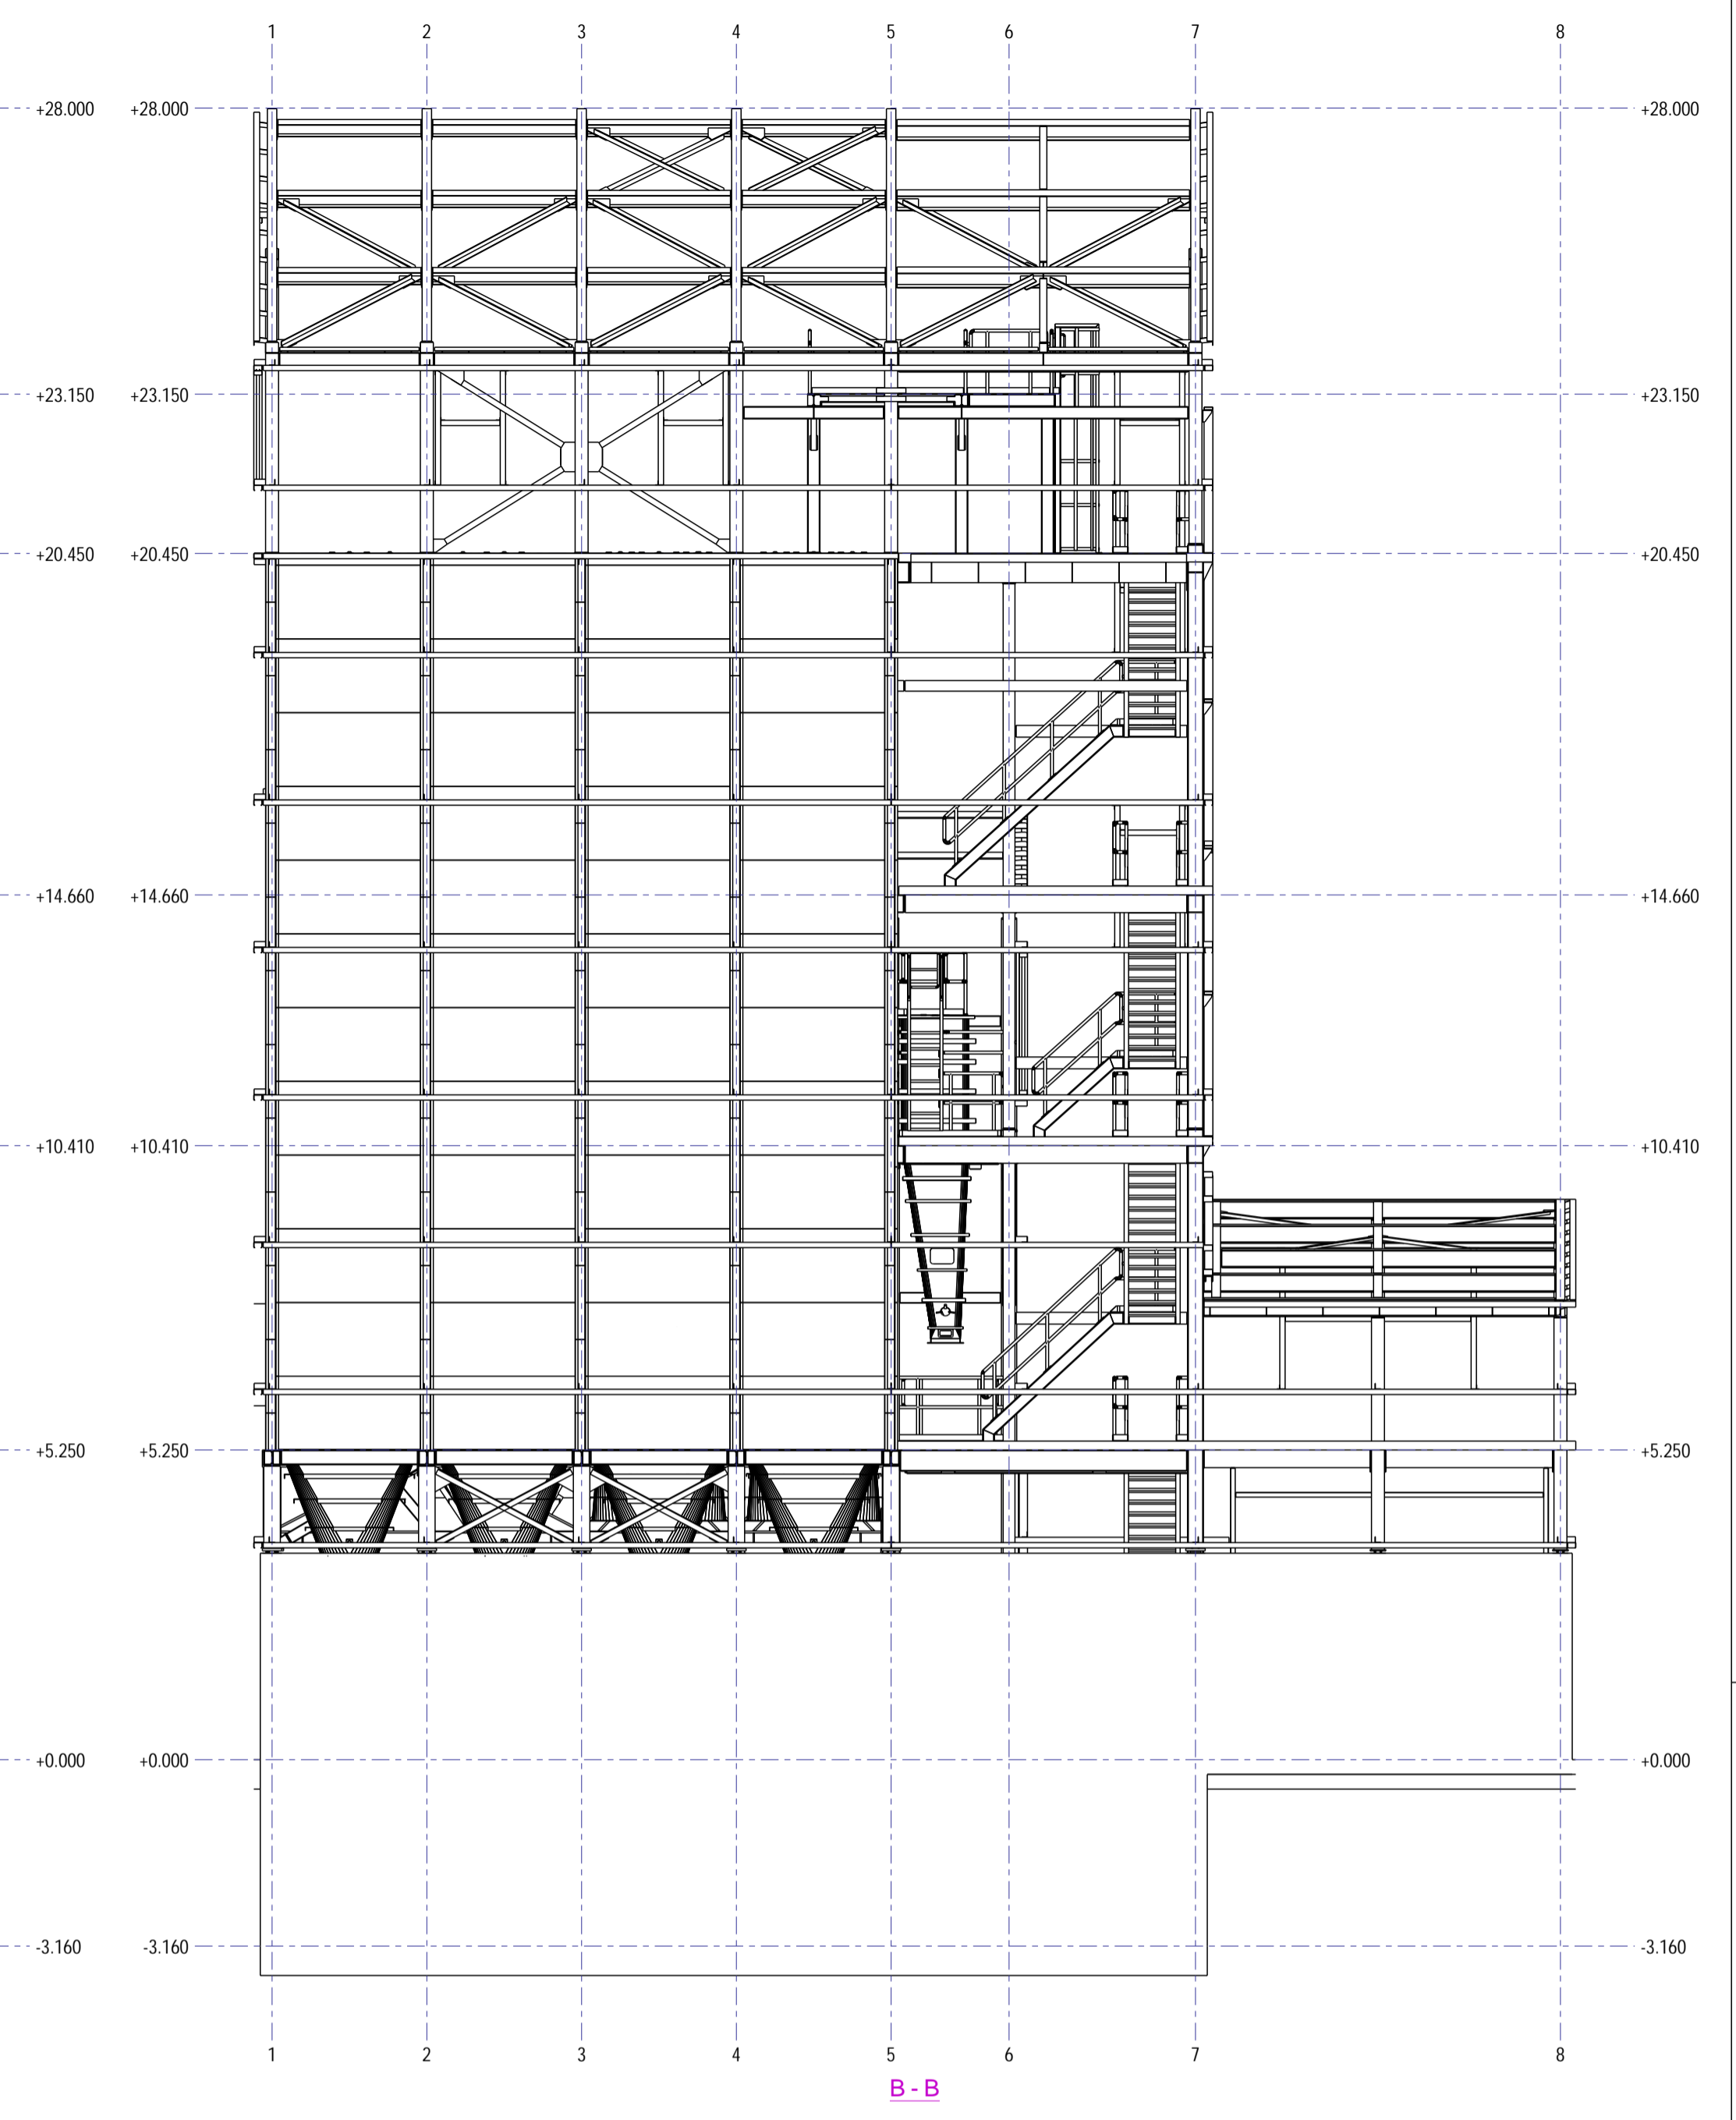 1 2 3 4 5 6 7 8
+28.000 +28.000 +28.000
+23.150 +23.150 +23.150
+20.450 +20.450 +20.450
+14.660 +14.660 +14.660
+10.410 +10.410 +10.410
+5.250 +5.250 +5.250
+0.000 +0.000 +0.000
-3.160 -3.160 -3.160
1 2 3 4 5 6 7 8
B - B